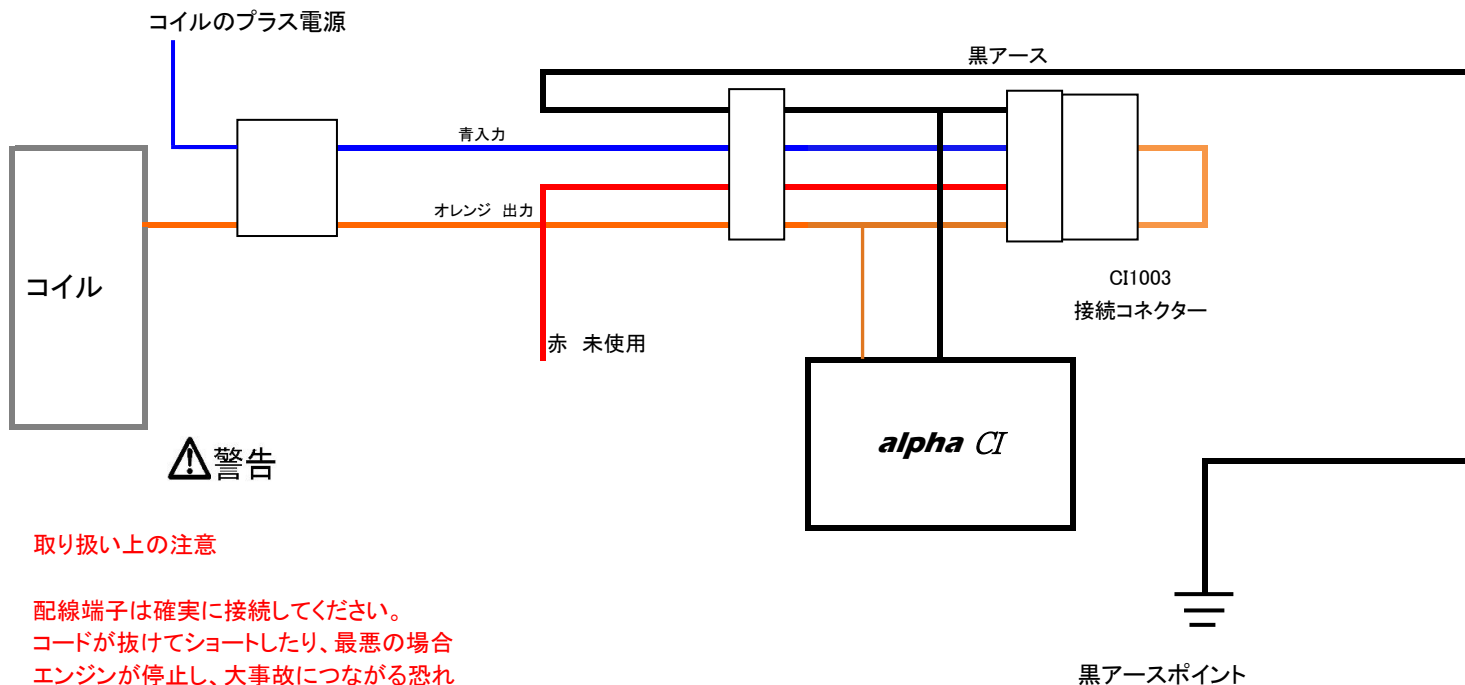 コイルのプラス電源
黒アース
青入力
オレンジ 出力
コイル
CI1003
接続コネクター
赤 未使用
alpha CI
警告
取り扱い上の注意
配線端子は確実に接続してください。
コードが抜けてショートしたり、最悪の場合
エンジンが停止し、大事故につながる恐れ
黒アースポイント